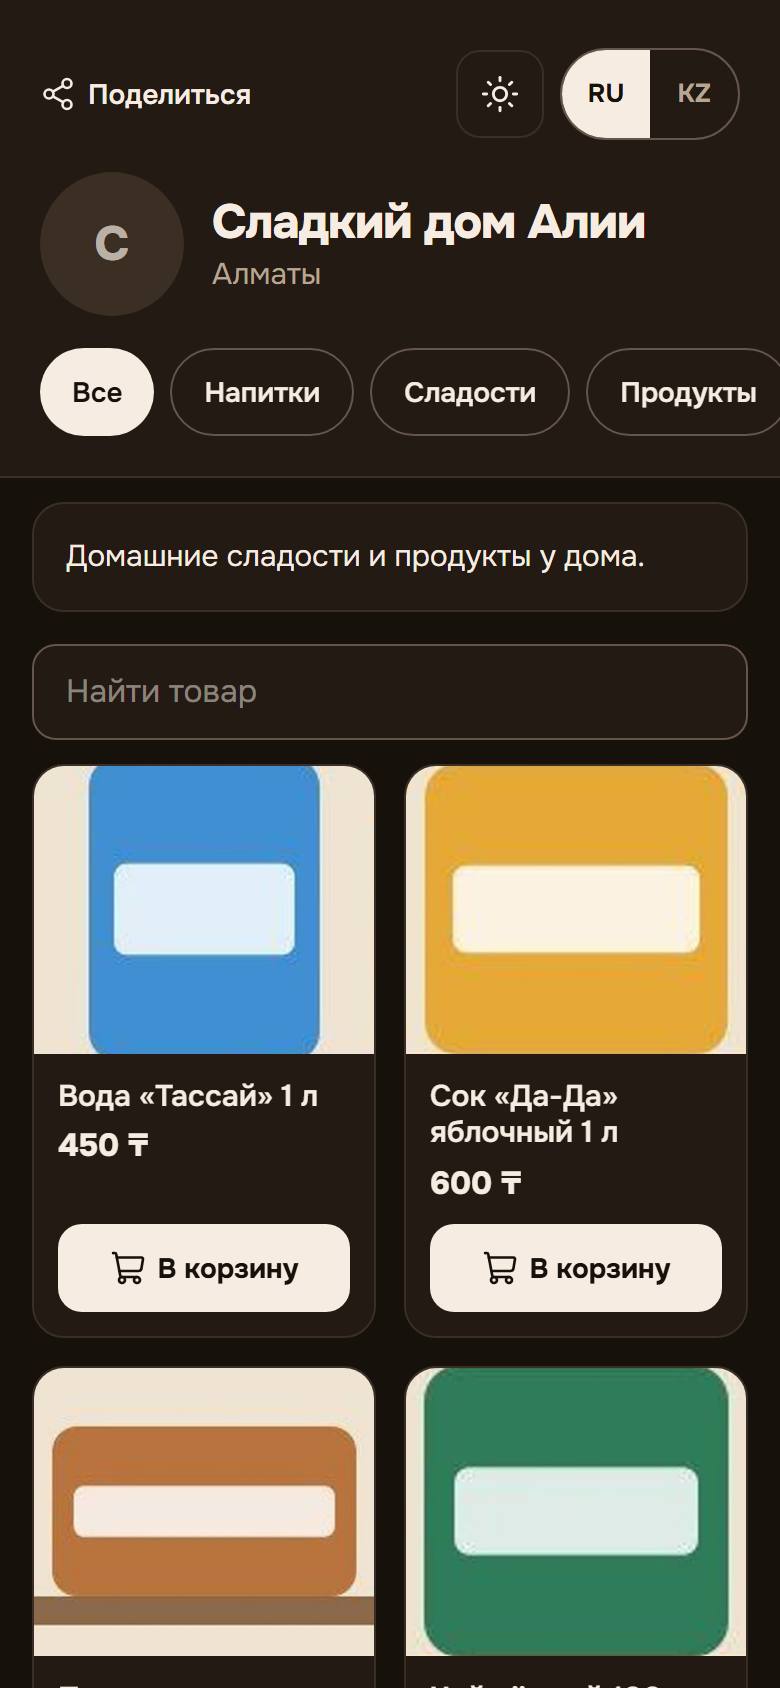 Поделиться
RU
KZ
С
Сладкий дом Алии
Алматы
Все
Напитки
Сладости
Продукты
Домашние сладости и продукты у дома.
Найти товар
Вода «Тассай» 1 л
450 ₸
В корзину
Сок «Да-Да»
яблочный 1 л
600 ₸
В корзину